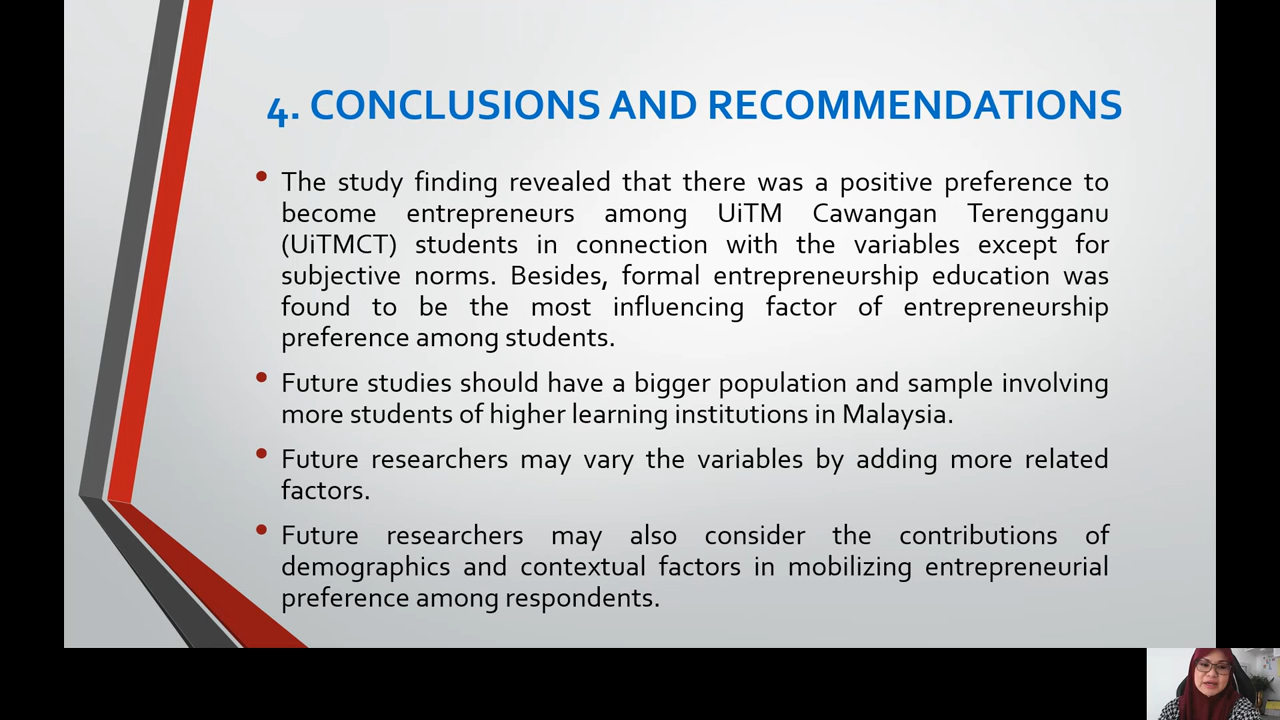 4. CONCLUSIONS AND RECOMMENDATIONS
• The study finding revealed that there was a positive preference to
become entrepreneurs among UiTM Cawangan Terengganu
(UiTMCT) students in connection with the variables except for
subjective norms. Besides, formal entrepreneurship education was
found to be the most influencing factor of entrepreneurship
preference among students.
• Future studies should have a bigger population and sample involving
more students of higher learning institutions in Malaysia.
• Future researchers may vary the variables by adding more related
factors.
• Future researchers may also consider the contributions of
demographics and contextual factors in mobilizing entrepreneurial
preference among respondents.